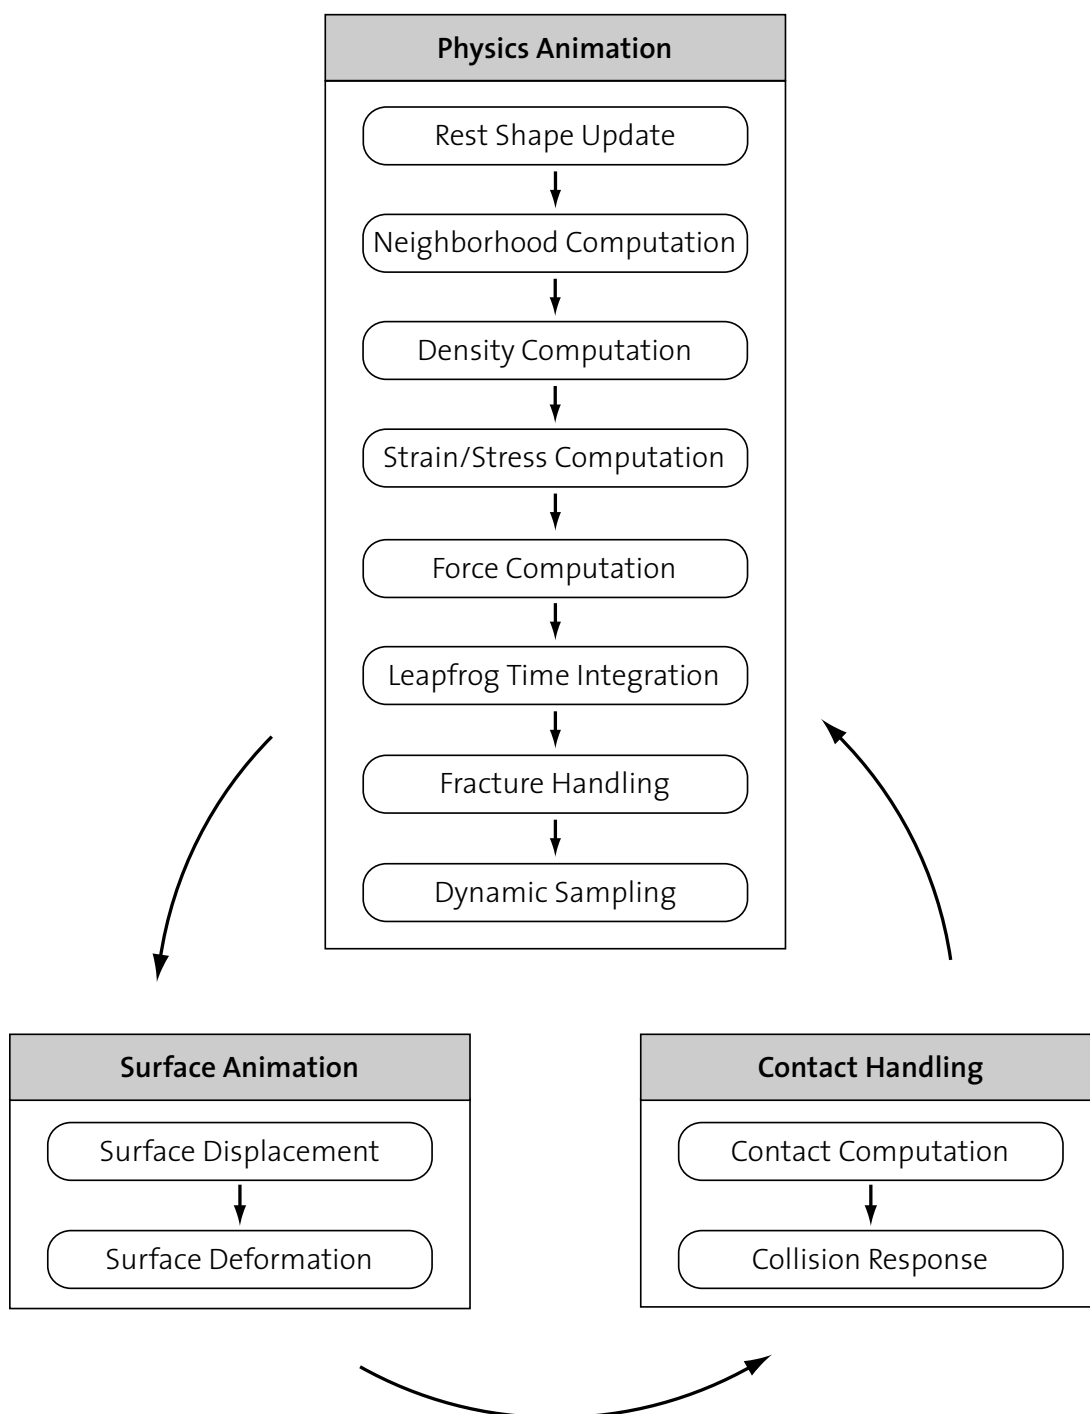 Physics Animation
Rest Shape Update
Neighborhood Computation
Density Computation
Strain/Stress Computation
Force Computation
Leapfrog Time Integration
Fracture Handling
Dynamic Sampling
Surface Animation
Surface Displacement
Surface Deformation
Contact Handling
Contact Computation
Collision Response